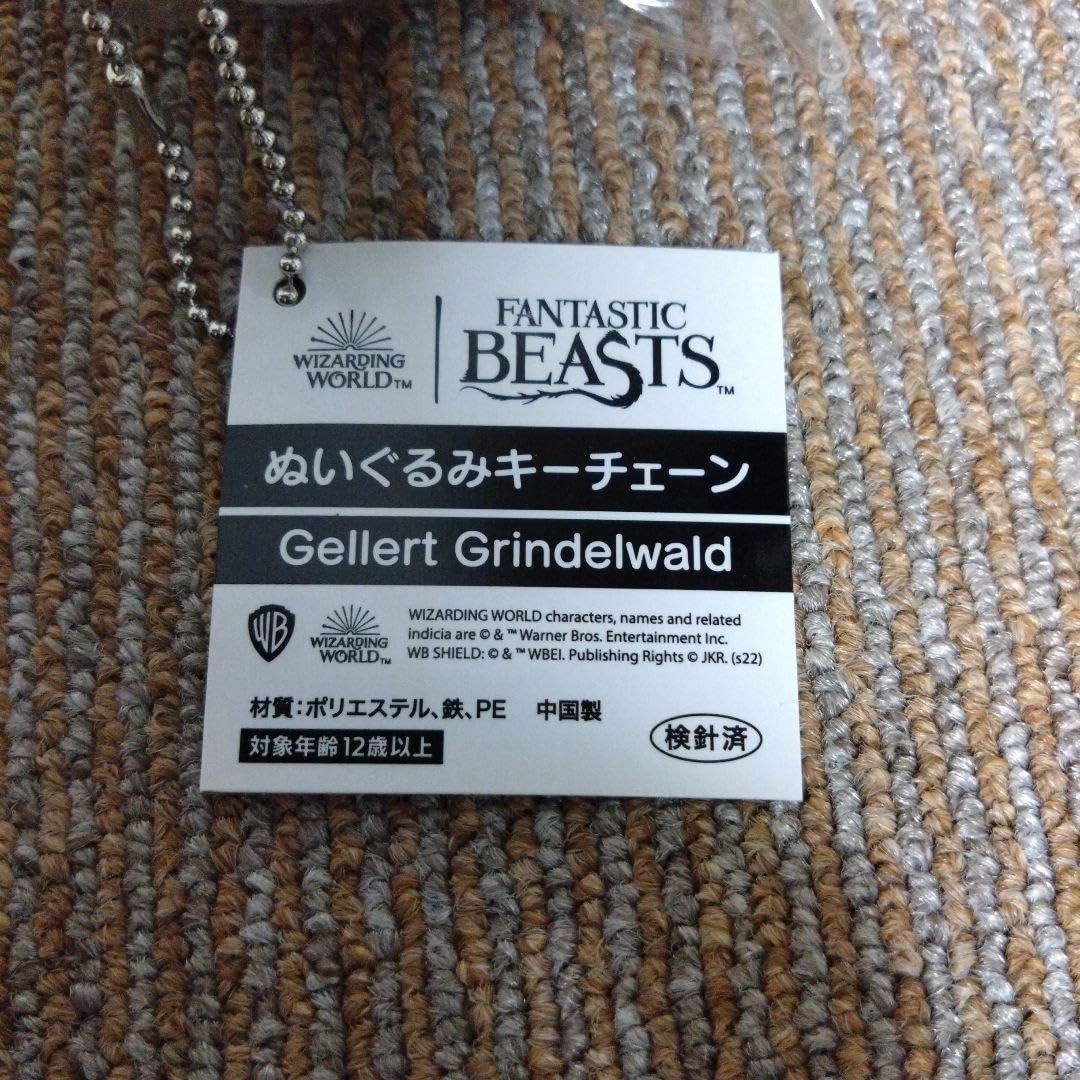 WIZARDING
WORLD™
FANTASTIC
BEASTS™
ぬいぐるみキーチェーン
Gellert Grindelwald
WB
WIZARDING
WORLD™
WIZARDING WORLD characters, names and related
indicia are © & ™ Warner Bros. Entertainment Inc.
WB SHIELD: © & ™ WBEI. Publishing Rights © JKR. (s22)
材質:ポリエステル、鉄、PE 中国製
対象年齢12歳以上
検針済